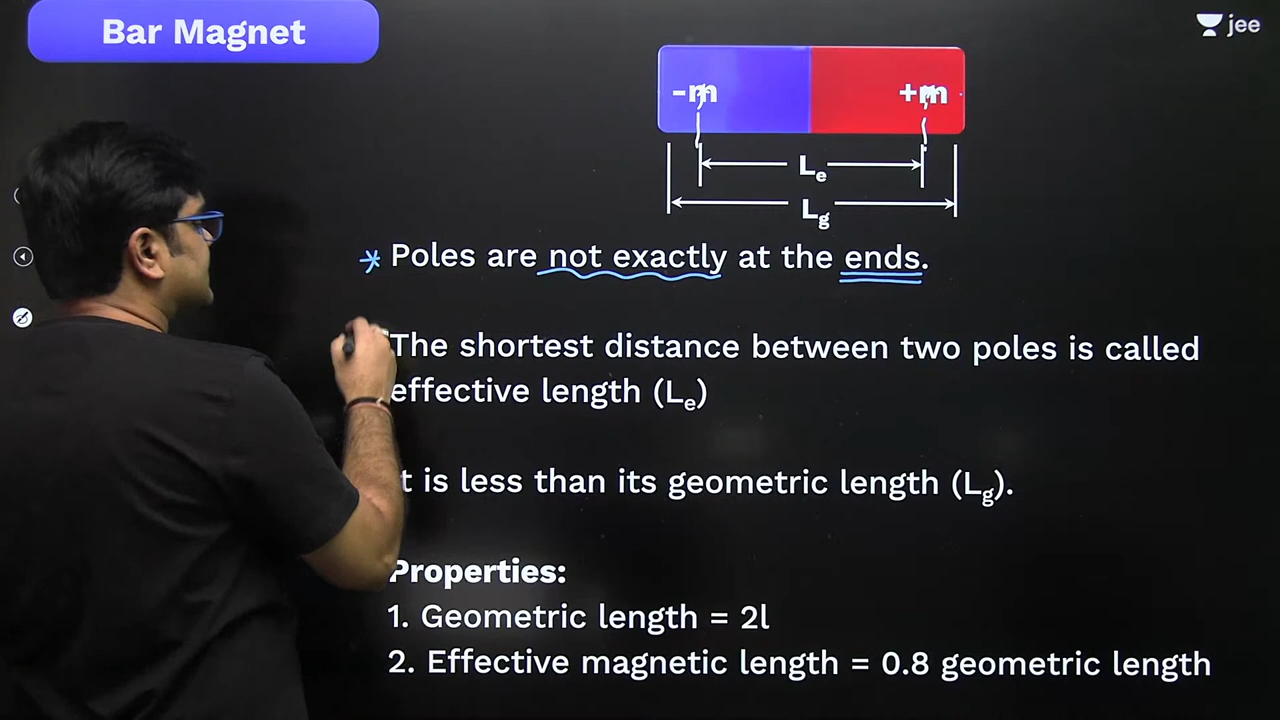 Bar Magnet
jee
-m +m
Le
Lg
* Poles are not exactly at the ends.
The shortest distance between two poles is called
effective length (Le)
t is less than its geometric length (Lg).
Properties:
1. Geometric length = 2l
2. Effective magnetic length = 0.8 geometric length